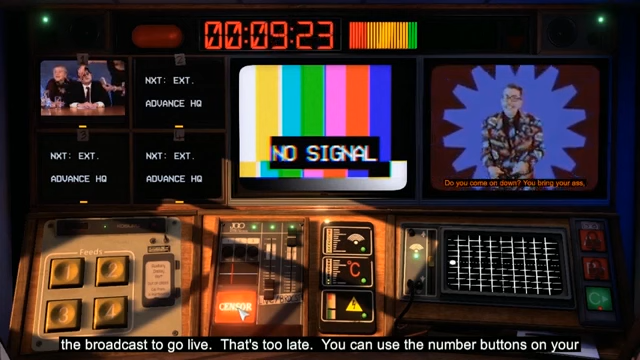 00:09:23
2
NXT: EXT.
ADVANCE HQ
NXT: EXT.
ADVANCE HQ
NXT: EXT.
ADVANCE HQ
NO SIGNAL
Do you come on down? You bring your ass,
Feeds
1
2
3
4
CENSOR
°C
the broadcast to go live. That's too late. You can use the number buttons on your